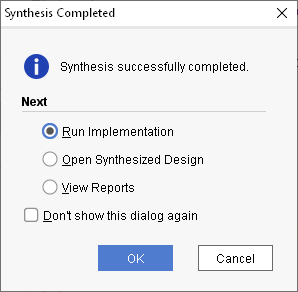 Synthesis Completed
Synthesis successfully completed.
Next
Run Implementation
Open Synthesized Design
View Reports
Don't show this dialog again
OK
Cancel